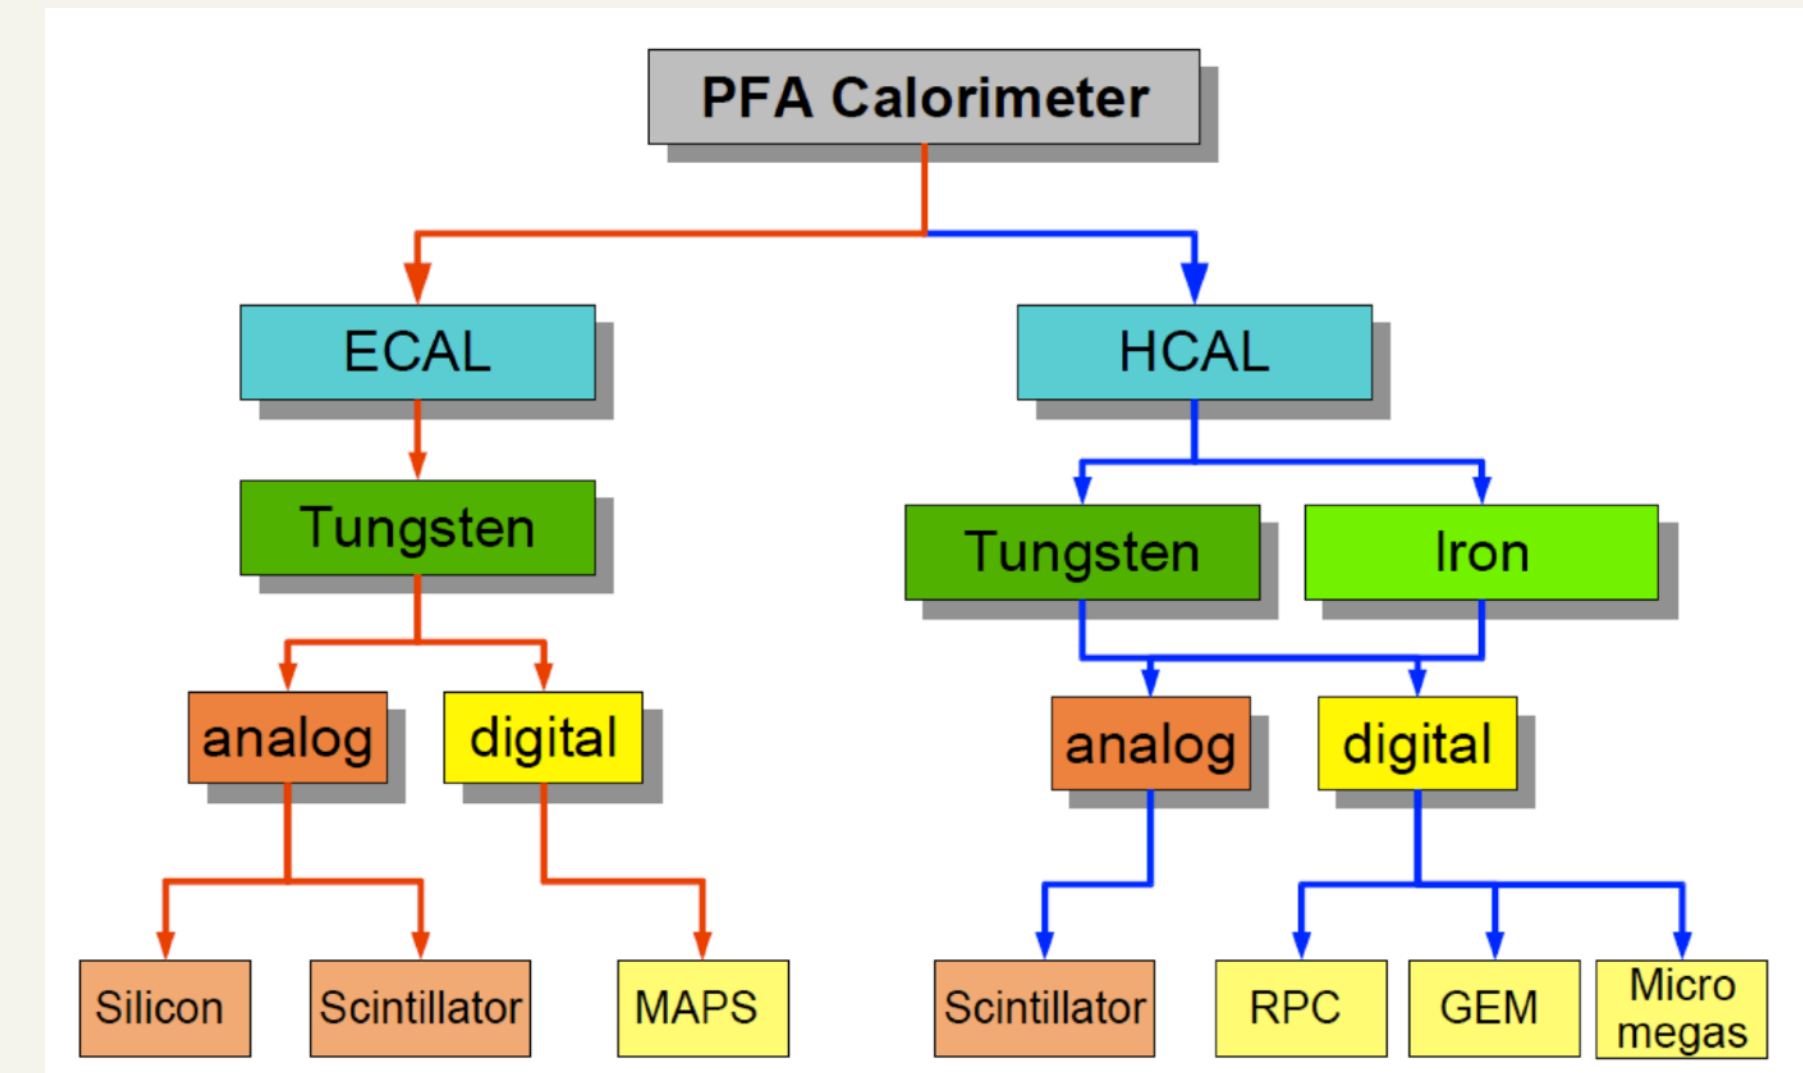 PFA Calorimeter
ECAL
HCAL
Tungsten
Tungsten
Iron
analog
digital
analog
digital
Silicon
Scintillator
MAPS
Scintillator
RPC
GEM
Micro
megas